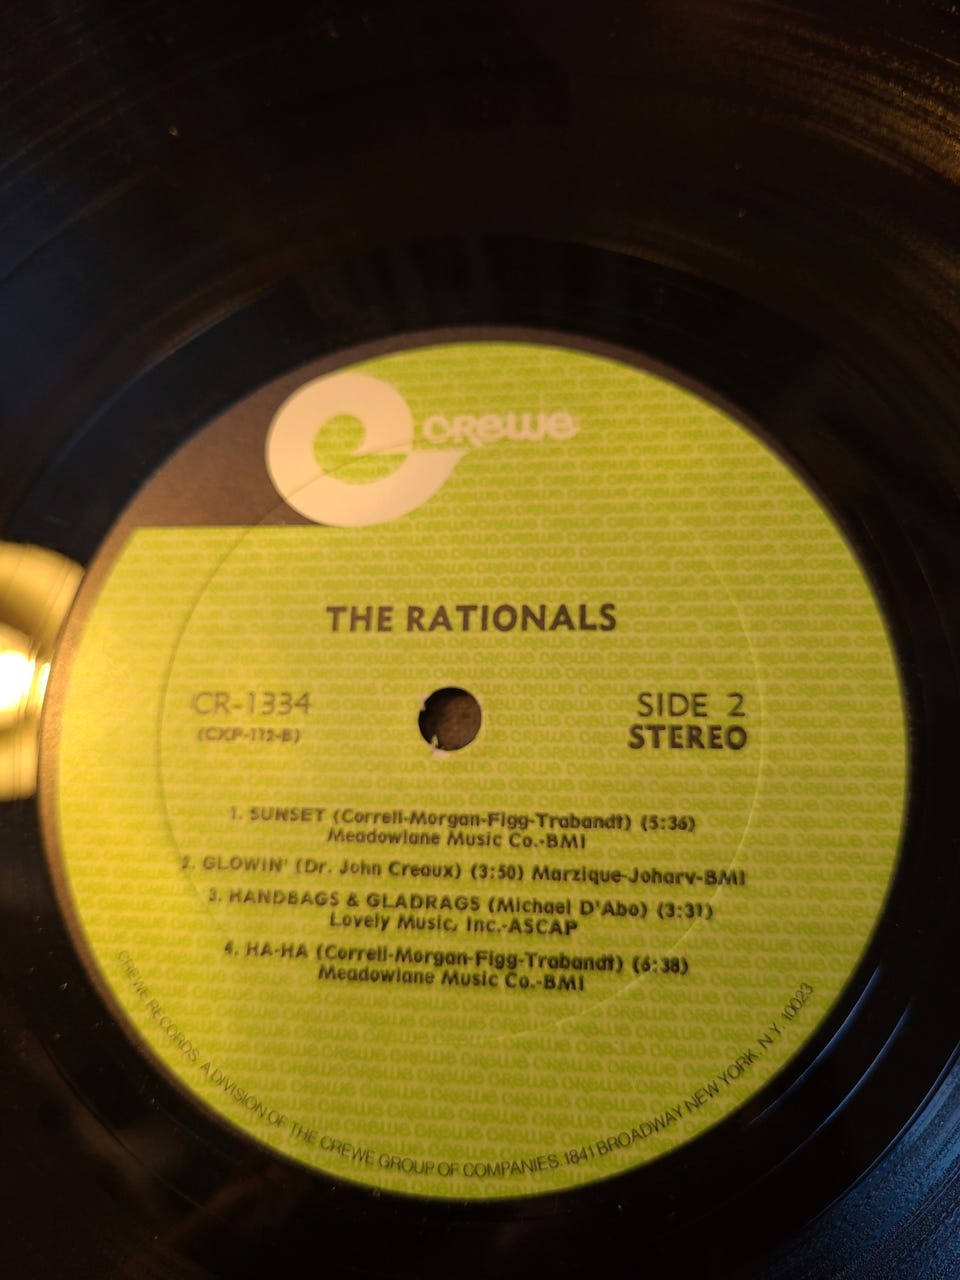 CREWE
THE RATIONALS
CR-1334
(CXP-112-B)
SIDE 2
STEREO
1. SUNSET (Correll-Morgan-Figg-Trabandt) (5:36)
Meadowlane Music Co.-BMI
2. GLOWIN' (Dr. John Creaux) (3:50) Marzique-Joharv-BMI
3. HANDBAGS & GLADRAGS (Michael D'Abo) (3:31)
Lovely Music, Inc.-ASCAP
4. HA-HA (Correll-Morgan-Figg-Trabandt) (6:38)
Meadowlane Music Co.-BMI
CREWE RECORDS. A DIVISION OF THE CREWE GROUP OF COMPANIES. 1841 BROADWAY NEW YORK, N.Y. 10023